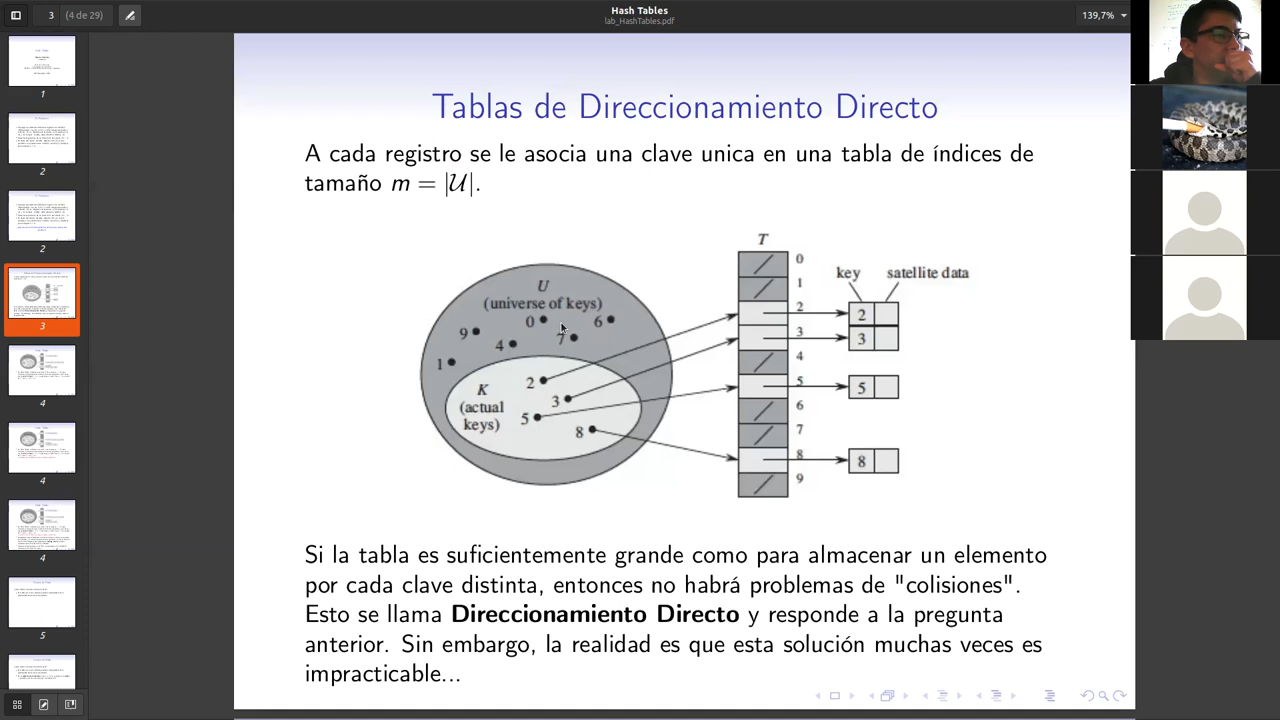 3 (4 de 29)
Hash Tables
lab_HashTables.pdf
139,7%
1
2
2
3
4
4
4
5
Tablas de Direccionamiento Directo
A cada registro se le asocia una clave unica en una tabla de índices de
tamaño m = |U|.
T
U
(universe of keys)
0
6
9
7
4
1
2
K
(actual
keys)
3
5
8
0
1
2
3
4
5
6
7
8
9
key
satellite data
2
3
5
8
Si la tabla es suficientemente grande como para almacenar un elemento
por cada clave distinta, entonces no habrá problemas de "colisiones".
Esto se llama Direccionamiento Directo y responde a la pregunta
anterior. Sin embargo, la realidad es que esta solución muchas veces es
impracticable...